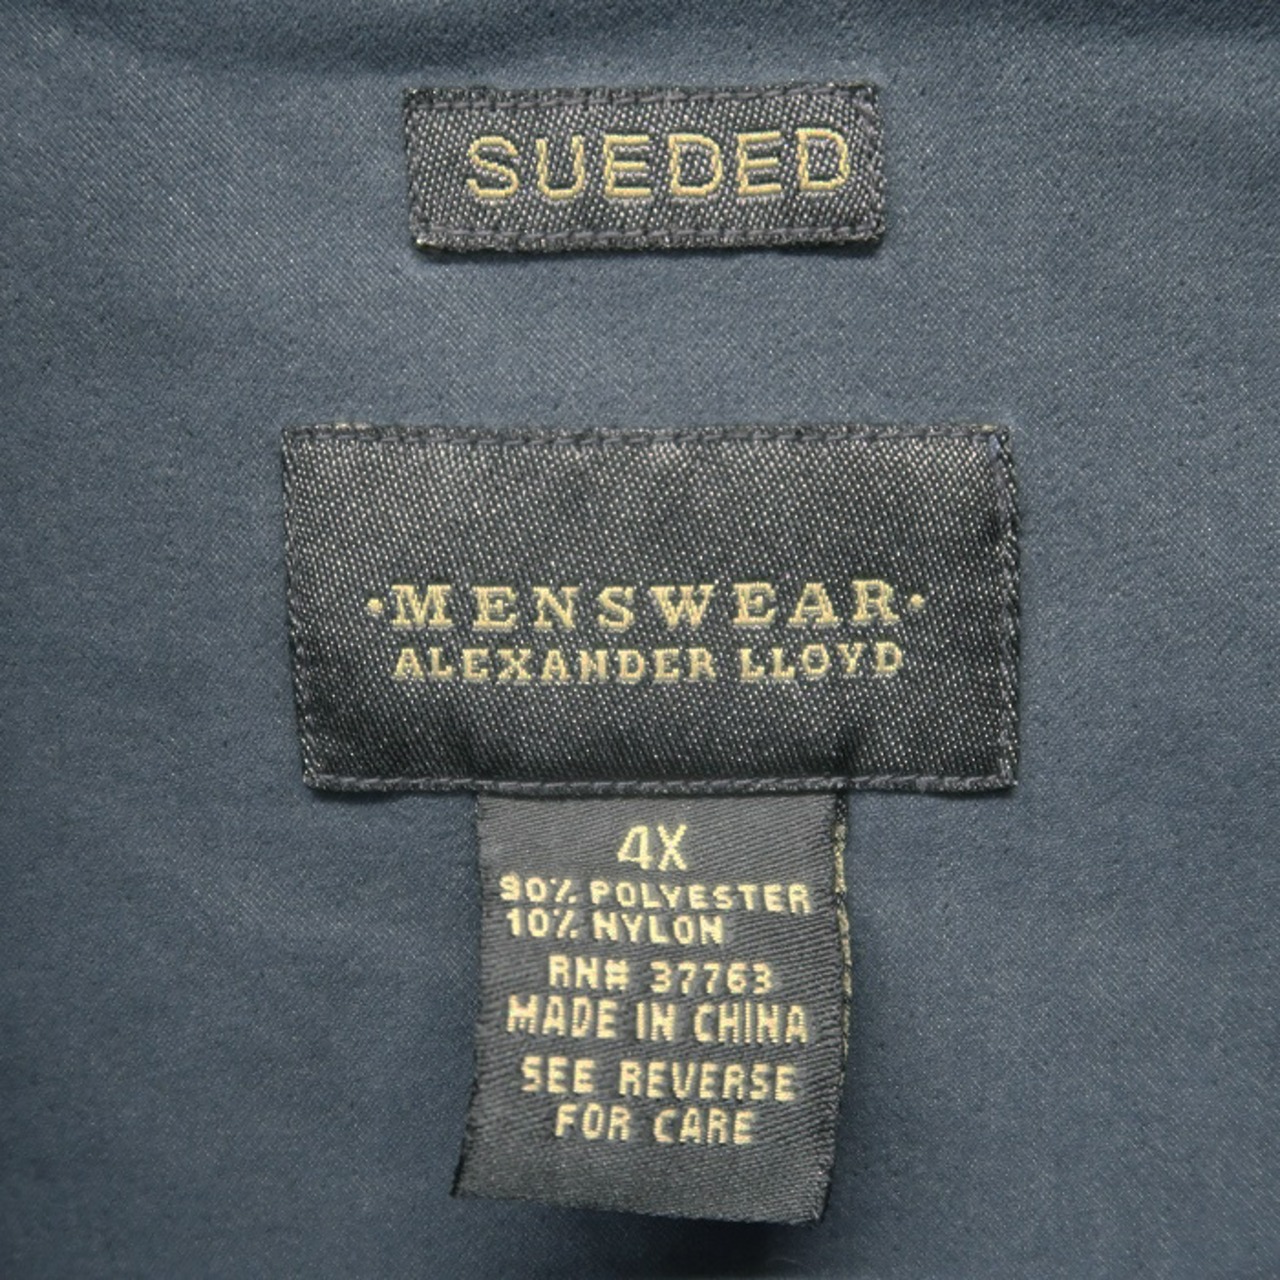 SUEDED
·MENSWEAR·
ALEXANDER LLOYD
4X
90% POLYESTER
10% NYLON
RN# 37763
MADE IN CHINA
SEE REVERSE
FOR CARE